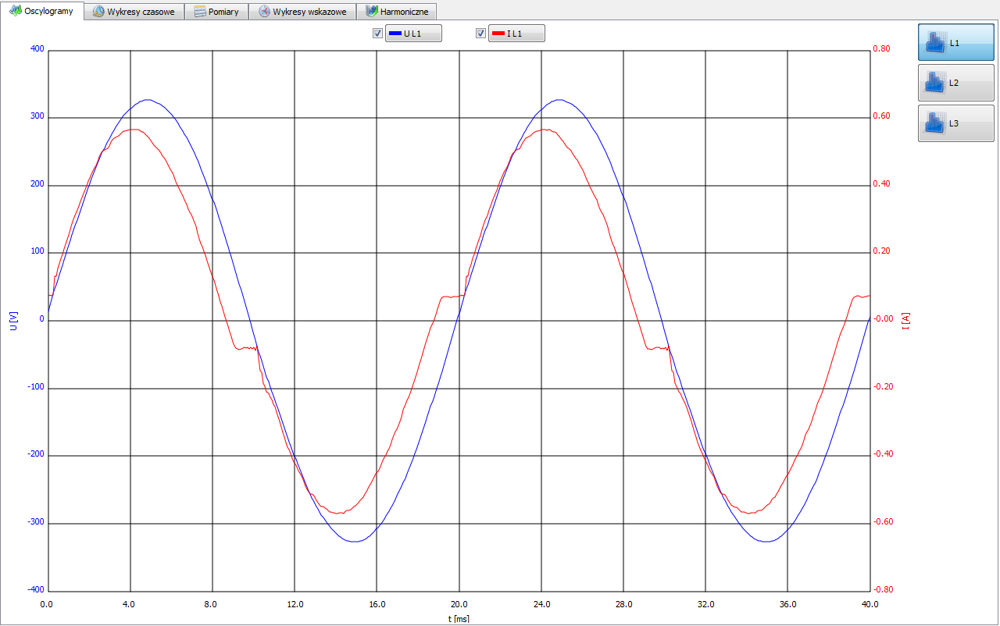 Oscylogramy Wykresy czasowe Pomiary Wykresy wskazowe Harmoniczne
U L1 I L1
L1
L2
L3
400
300
200
100
0
-100
-200
-300
-400
U [V]
0.80
0.60
0.40
0.20
-0.00
-0.20
-0.40
-0.60
-0.80
I [A]
0.0 4.0 8.0 12.0 16.0 20.0 24.0 28.0 32.0 36.0 40.0
t [ms]